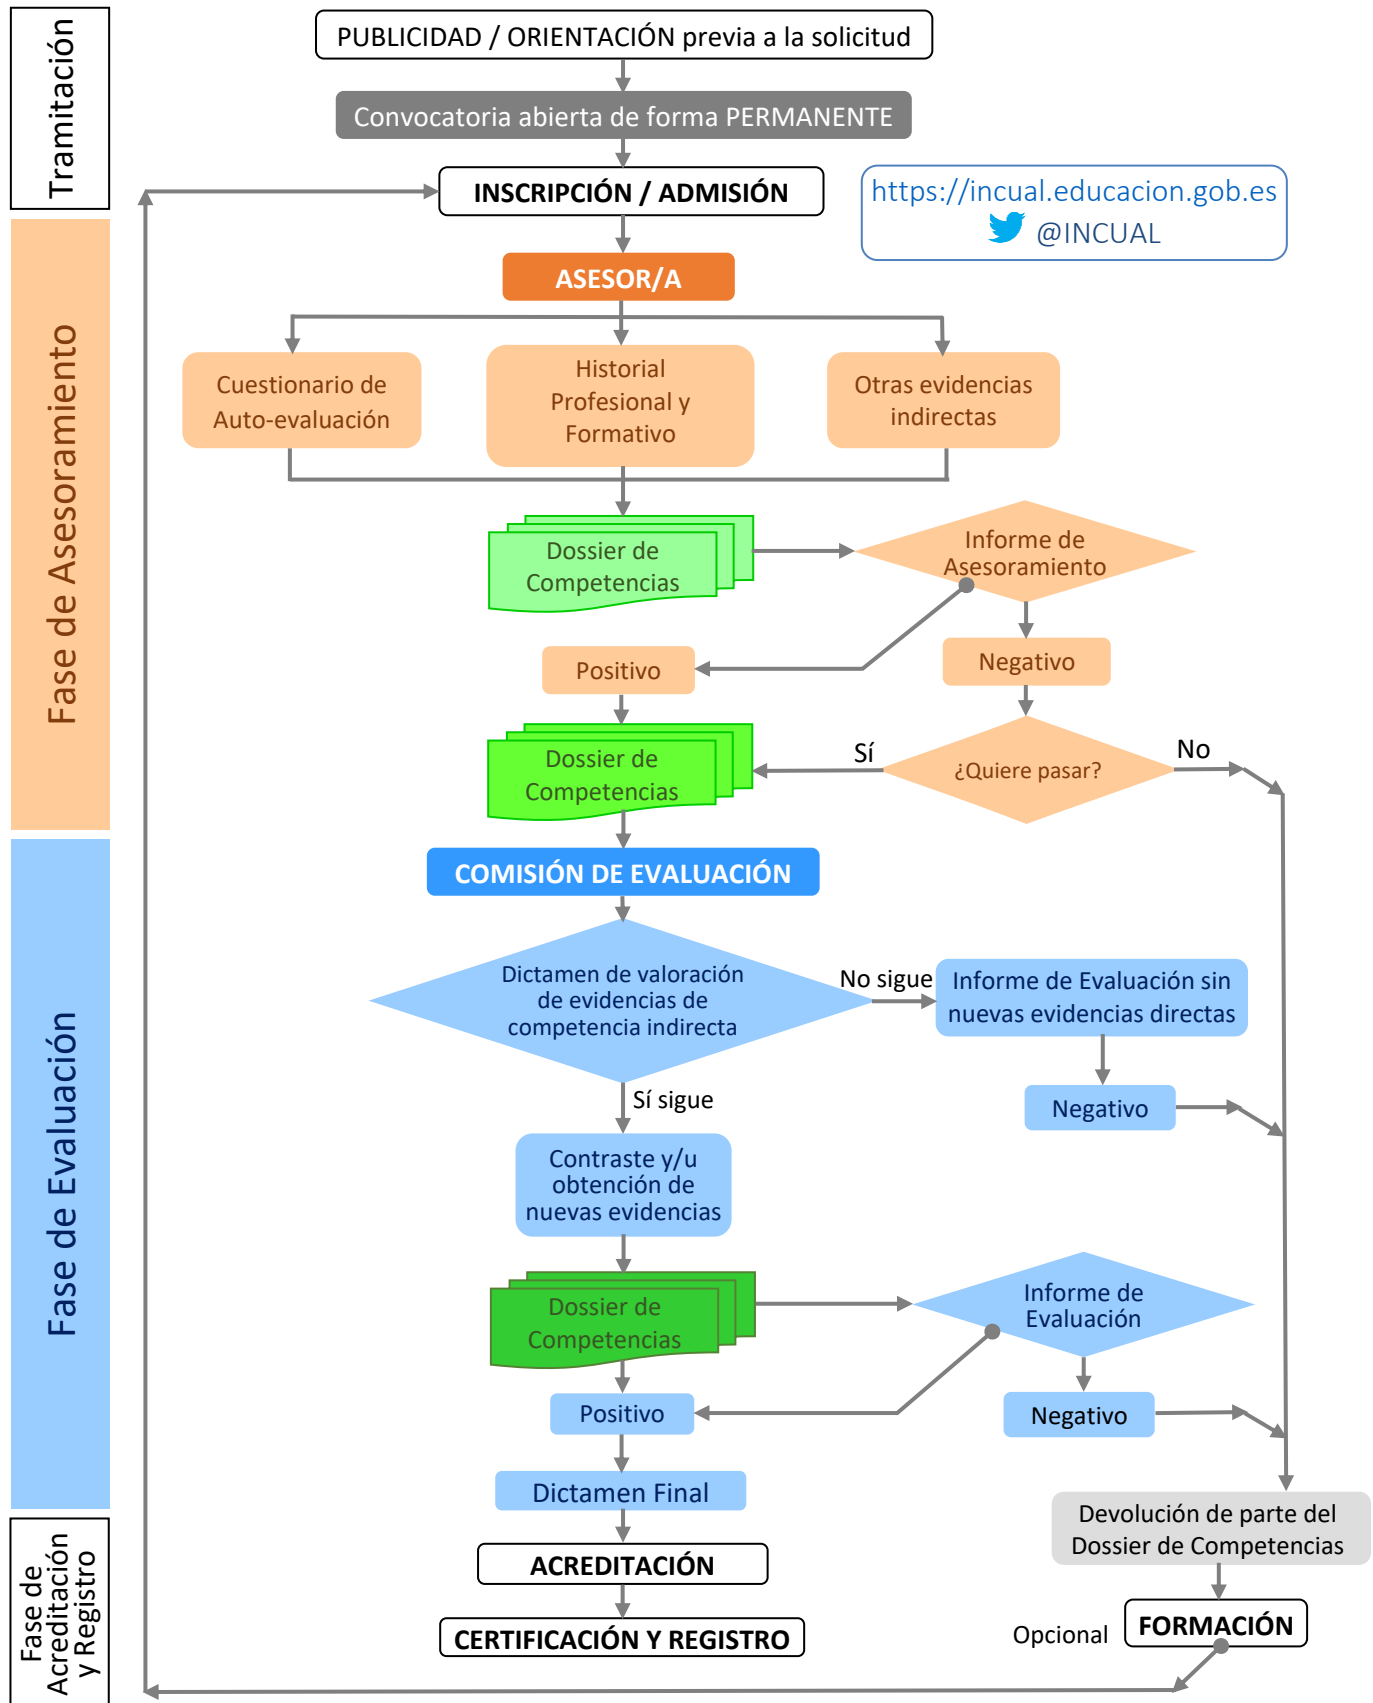 Tramitación
PUBLICIDAD / ORIENTACIÓN previa a la solicitud
Convocatoria abierta de forma PERMANENTE
INSCRIPCIÓN / ADMISIÓN
https://incual.educacion.gob.es
@INCUAL
Fase de Asesoramiento
ASESOR/A
Cuestionario de
Auto-evaluación
Historial
Profesional y
Formativo
Otras evidencias
indirectas
Dossier de
Competencias
Informe de
Asesoramiento
Positivo
Negativo
Dossier de
Competencias
Sí
¿Quiere pasar?
No
Fase de Evaluación
COMISIÓN DE EVALUACIÓN
Dictamen de valoración
de evidencias de
competencia indirecta
No sigue
Informe de Evaluación sin
nuevas evidencias directas
Negativo
Sí sigue
Contraste y/u
obtención de
nuevas evidencias
Dossier de
Competencias
Informe de
Evaluación
Positivo
Negativo
Dictamen Final
Fase de
Acreditación
y Registro
ACREDITACIÓN
CERTIFICACIÓN Y REGISTRO
Devolución de parte del
Dossier de Competencias
Opcional
FORMACIÓN